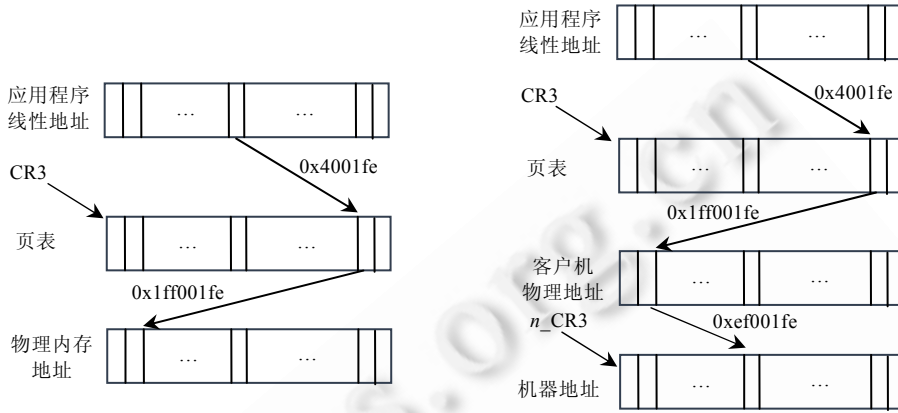 应用程序
线性地址
…
…
0x4001fe
CR3
页表
…
…
0x1ff001fe
物理内存
地址
…
…
应用程序
线性地址
…
…
0x4001fe
CR3
页表
…
…
0x1ff001fe
客户机
物理地址
…
…
n_CR3
0xef001fe
机器地址
…
…
s.org.cn